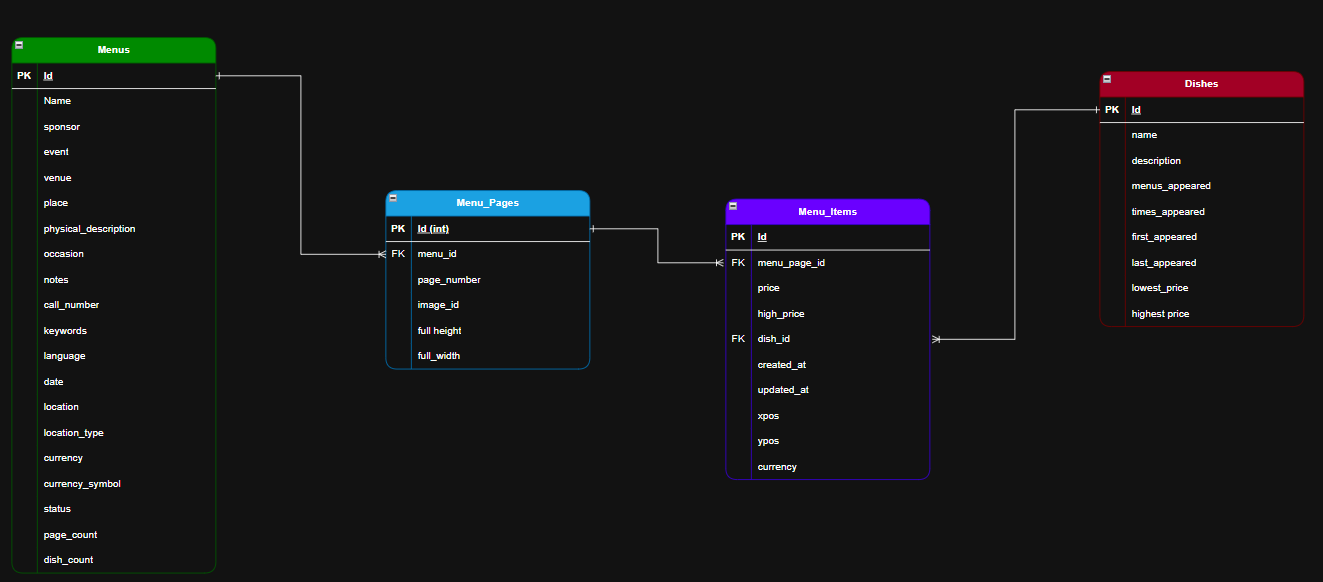 Menus
PK Id
Name
sponsor
event
venue
place
physical_description
occasion
notes
call_number
keywords
language
date
location
location_type
currency
currency_symbol
status
page_count
dish_count
Menu_Pages
PK Id (int)
FK menu_id
page_number
image_id
full height
full_width
Menu_Items
PK Id
FK menu_page_id
price
high_price
FK dish_id
created_at
updated_at
xpos
ypos
currency
Dishes
PK Id
name
description
menus_appeared
times_appeared
first_appeared
last_appeared
lowest_price
highest price